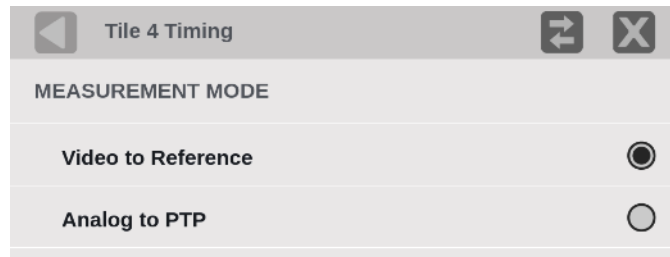 Tile 4 Timing
MEASUREMENT MODE
Video to Reference
Analog to PTP